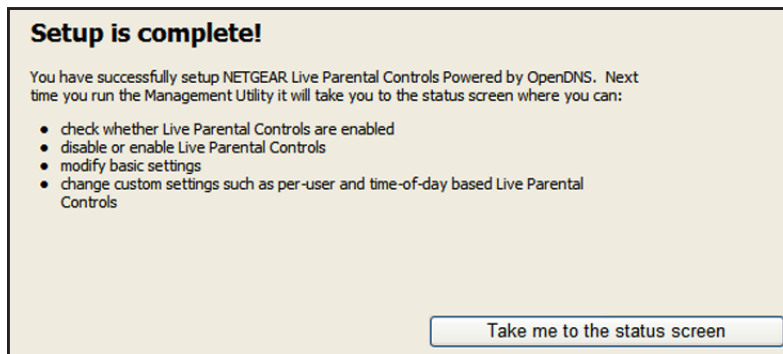 Setup is complete!
You have successfully setup NETGEAR Live Parental Controls Powered by OpenDNS. Next
time you run the Management Utility it will take you to the status screen where you can:
● check whether Live Parental Controls are enabled
● disable or enable Live Parental Controls
● modify basic settings
● change custom settings such as per-user and time-of-day based Live Parental
Controls
Take me to the status screen